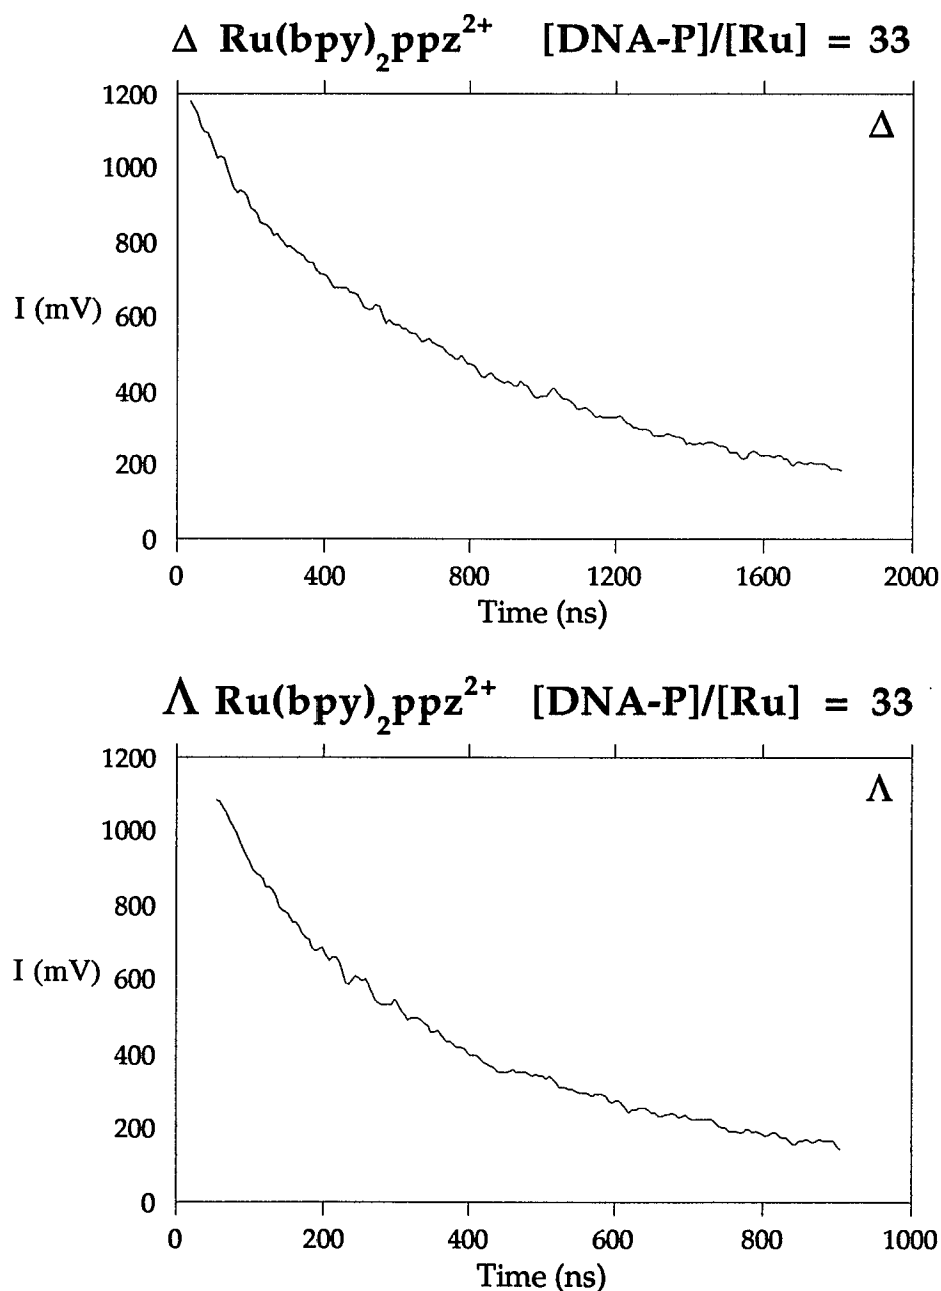 Δ Ru(bpy)₂ppz²⁺ [DNA-P]/[Ru] = 33
1200
Δ
1000
800
I (mV) 600
400
200
0
0 400 800 1200 1600 2000
Time (ns)
Λ Ru(bpy)₂ppz²⁺ [DNA-P]/[Ru] = 33
1200
Λ
1000
800
I (mV) 600
400
200
0
0 200 400 600 800 1000
Time (ns)